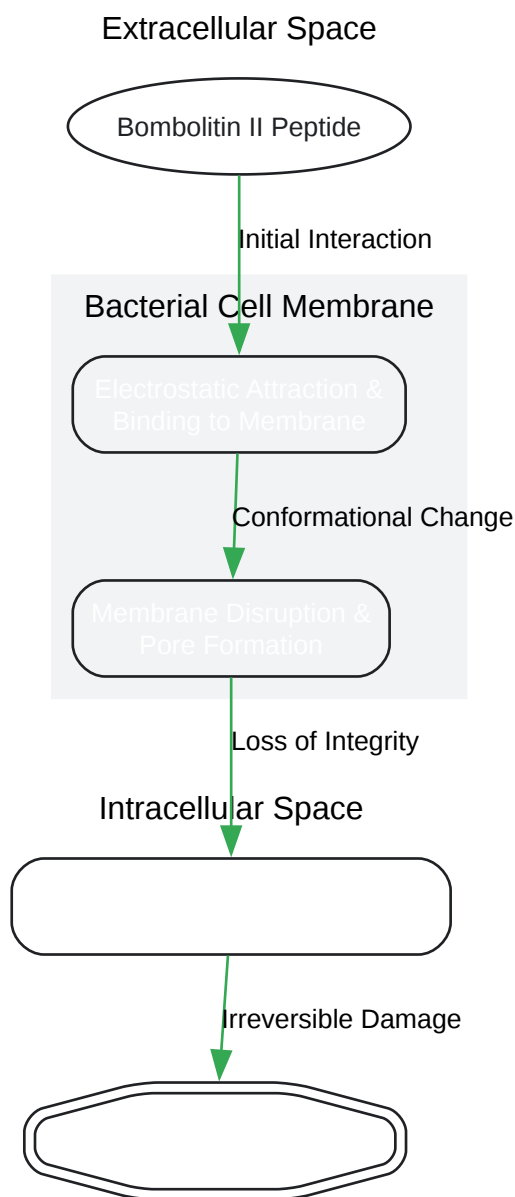 Extracellular Space
Bombolitin II Peptide
Initial Interaction
Bacterial Cell Membrane
Electrostatic Attraction &
Binding to Membrane
Conformational Change
Membrane Disruption &
Pore Formation
Loss of Integrity
Intracellular Space
Irreversible Damage